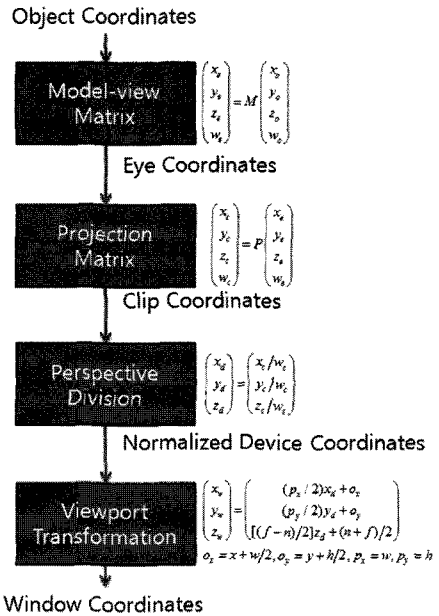 Object Coordinates
Model-view
Matrix
(x_e y_e z_e w_e) = M (x_o y_o z_o w_o)
Eye Coordinates
Projection
Matrix
(x_c y_c z_c w_c) = P (x_e y_e z_e w_e)
Clip Coordinates
Perspective
Division
(x_d y_d z_d) = (x_c/w_c y_c/w_c z_c/w_c)
Normalized Device Coordinates
Viewport
Transformation
(x_w y_w z_w) = ((p_x/2)x_d+o_x (p_y/2)y_d+o_y [(f-n)/2]z_d+(n+f)/2)
o_x = x+w/2, o_y = y+h/2, p_x = w, p_y = h
Window Coordinates